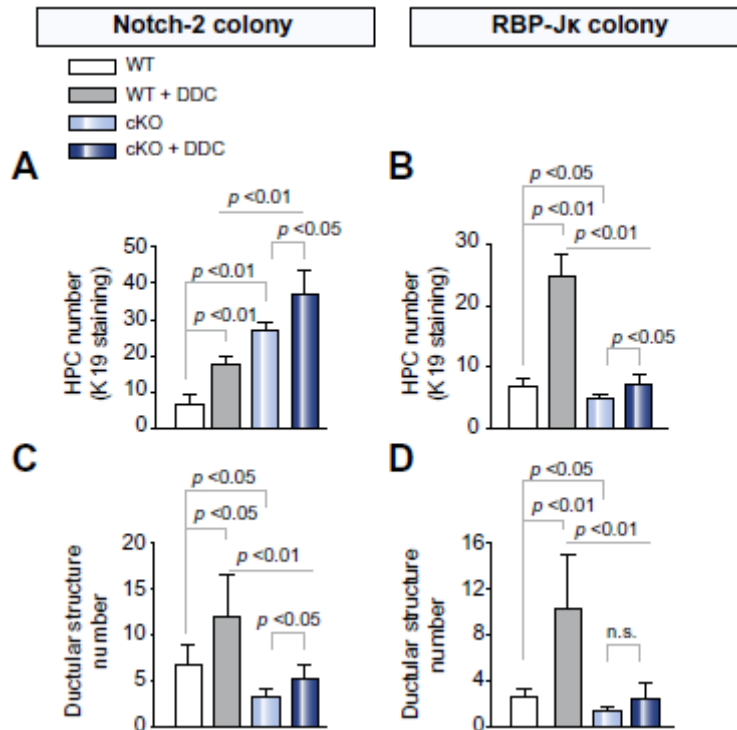 Notch-2 colony
RBP-Jκ colony
WT
WT + DDC
cKO
cKO + DDC
A
p <0.01
p <0.05
p <0.01
p <0.01
HPC number
(K19 staining)
50
40
30
20
10
0
B
p <0.05
p <0.01
p <0.01
p <0.05
HPC number
(K19 staining)
30
20
10
0
C
p <0.05
p <0.05
p <0.01
p <0.05
Ductular structure
number
20
15
10
5
0
D
p <0.05
p <0.01
p <0.01
n.s.
Ductular structure
number
16
12
8
4
0